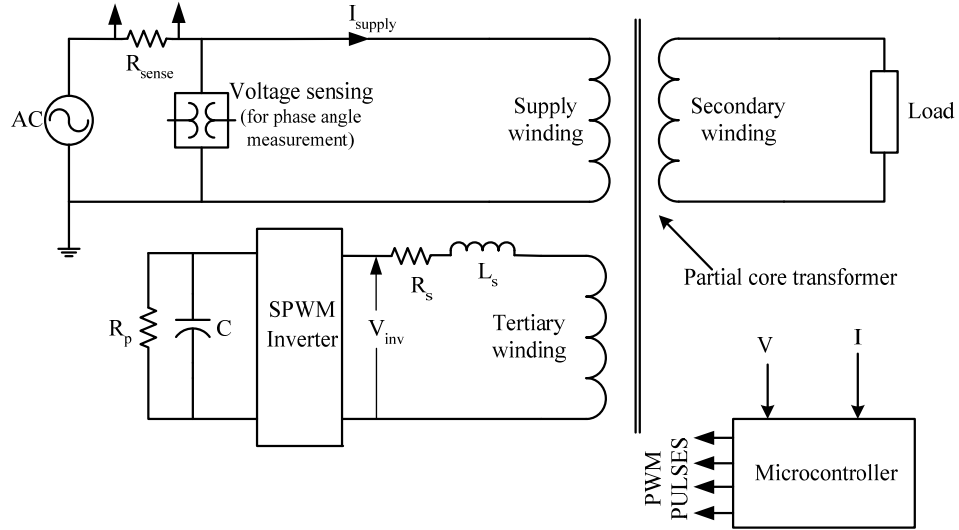 I_supply
R_sense
AC
Voltage sensing
(for phase angle
measurement)
Supply
winding
Secondary
winding
Load
Partial core transformer
R_p
C
SPWM
Inverter
V_inv
R_s
L_s
Tertiary
winding
V
I
PWM
PULSES
Microcontroller